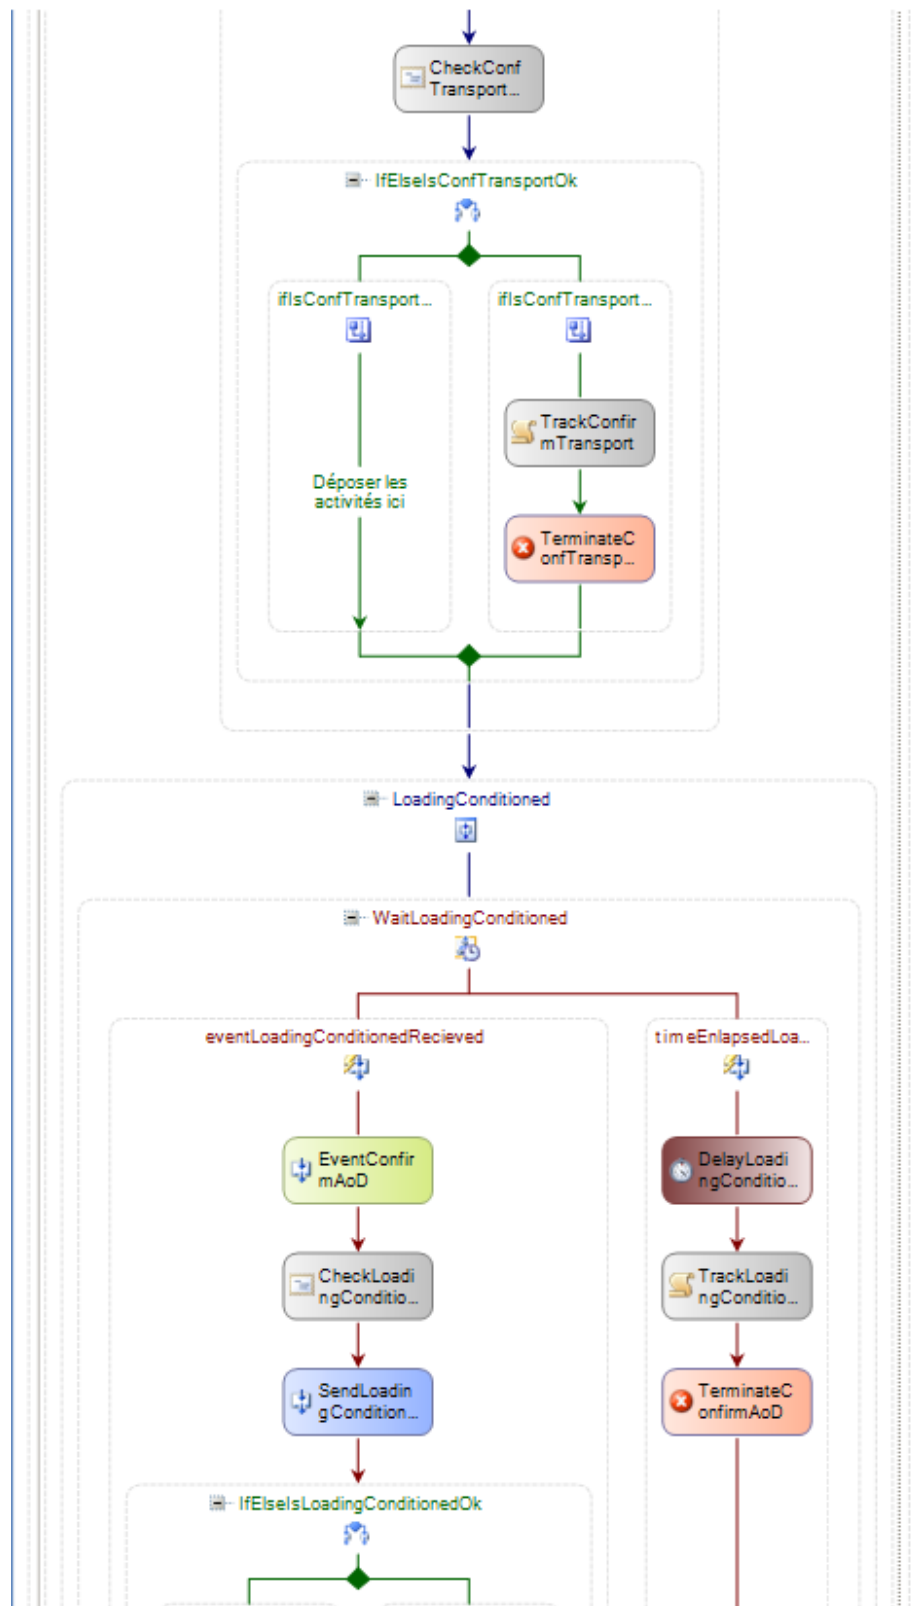 CheckConf
Transport...
IfElseIsConfTransportOk
ifIsConfTransport...
ifIsConfTransport...
TrackConfir
mTransport
Déposer les
activités ici
TerminateC
onfTransp...
LoadingConditioned
WaitLoadingConditioned
eventLoadingConditionedRecieved
timeEnlapsedLoa...
EventConfir
mAoD
DelayLoadi
ngConditio...
CheckLoadi
ngConditio...
TrackLoadi
ngConditio...
SendLoadin
gCondition...
TerminateC
onfirmAoD
IfElseIsLoadingConditionedOk